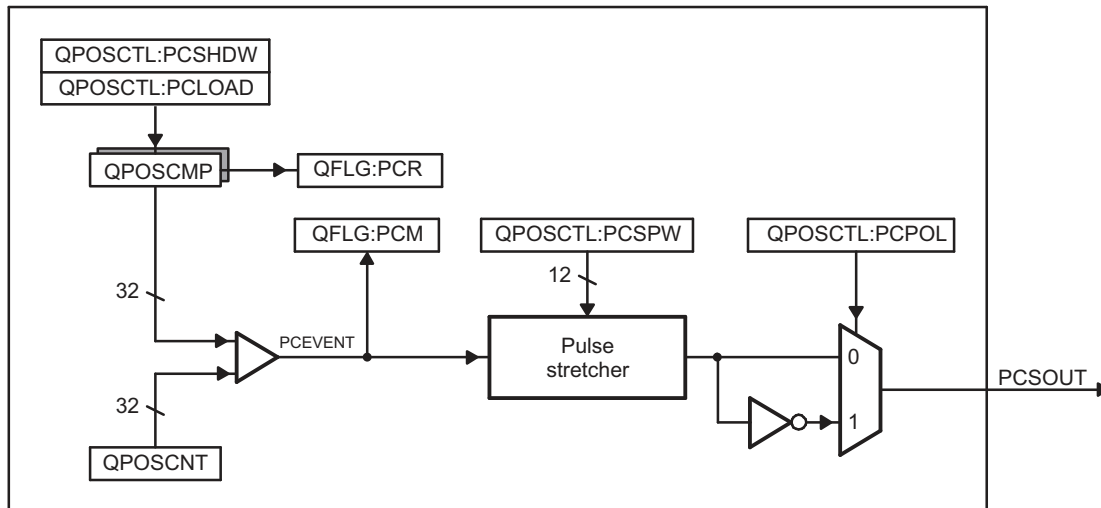 QPOSCTL:PCSHDW
QPOSCTL:PCLOAD
QPOSCMP
QFLG:PCR
QFLG:PCM
QPOSCTL:PCSPW
QPOSCTL:PCPOL
12
32
PCEVENT
Pulse
stretcher
0
PCSOUT
32
1
QPOSCNT